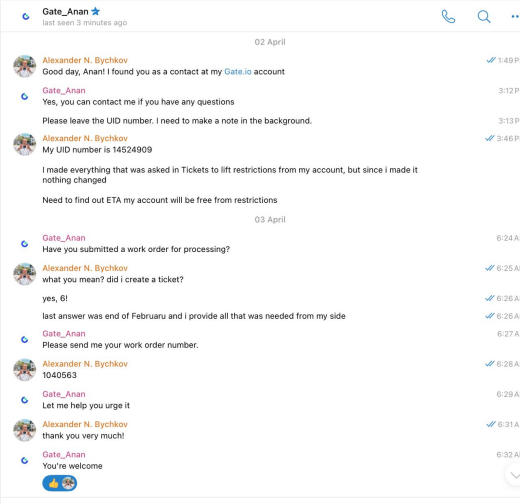 Gate_Anan
last seen 3 minutes ago
02 April
Alexander N. Bychkov
1:49 P
Good day, Anan! I found you as a contact at my Gate.io account
Gate_Anan
3:12 P
Yes, you can contact me if you have any questions
Please leave the UID number. I need to make a note in the background.
3:13 P
Alexander N. Bychkov
3:46 P
My UID number is 14524909
I made everything that was asked in Tickets to lift restrictions from my account, but since i made it
nothing changed
Need to find out ETA my account will be free from restrictions
03 April
Gate_Anan
6:24 A
Have you submitted a work order for processing?
Alexander N. Bychkov
6:25 A
what you mean? did i create a ticket?
yes, 6!
6:26 A
last answer was end of Februaru and i provide all that was needed from my side
6:26 A
Gate_Anan
6:27 A
Please send me your work order number.
Alexander N. Bychkov
6:28 A
1040563
Gate_Anan
6:29 A
Let me help you urge it
Alexander N. Bychkov
6:31 A
thank you very much!
Gate_Anan
6:32 A
You're welcome